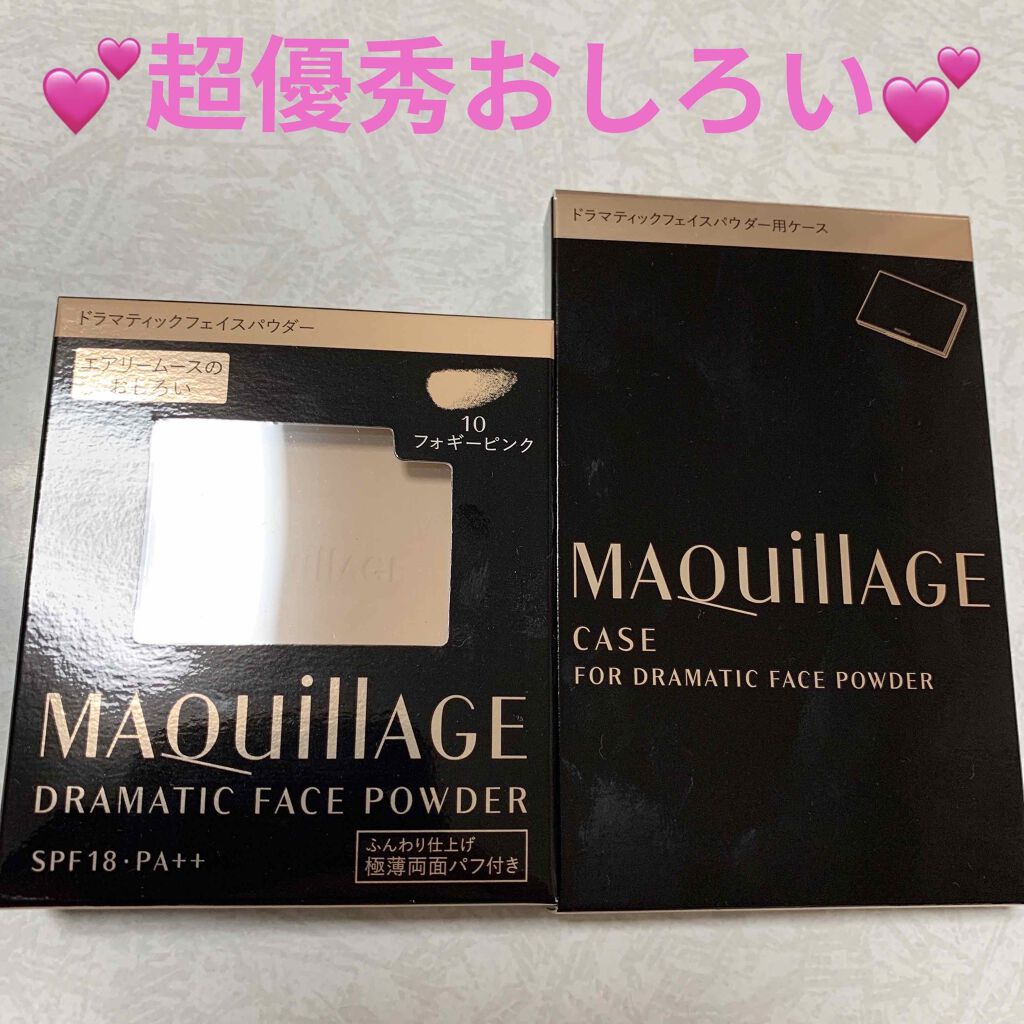 💕超優秀おしろい💕
ドラマティックフェイスパウダー
エアリームースの
おしろい
10
フォギーピンク
MAQuillAGE
DRAMATIC FACE POWDER
SPF18・PA++
ふんわり仕上げ
極薄両面パフ付き
ドラマティックフェイスパウダー用ケース
MAQuillAGE
CASE
FOR DRAMATIC FACE POWDER